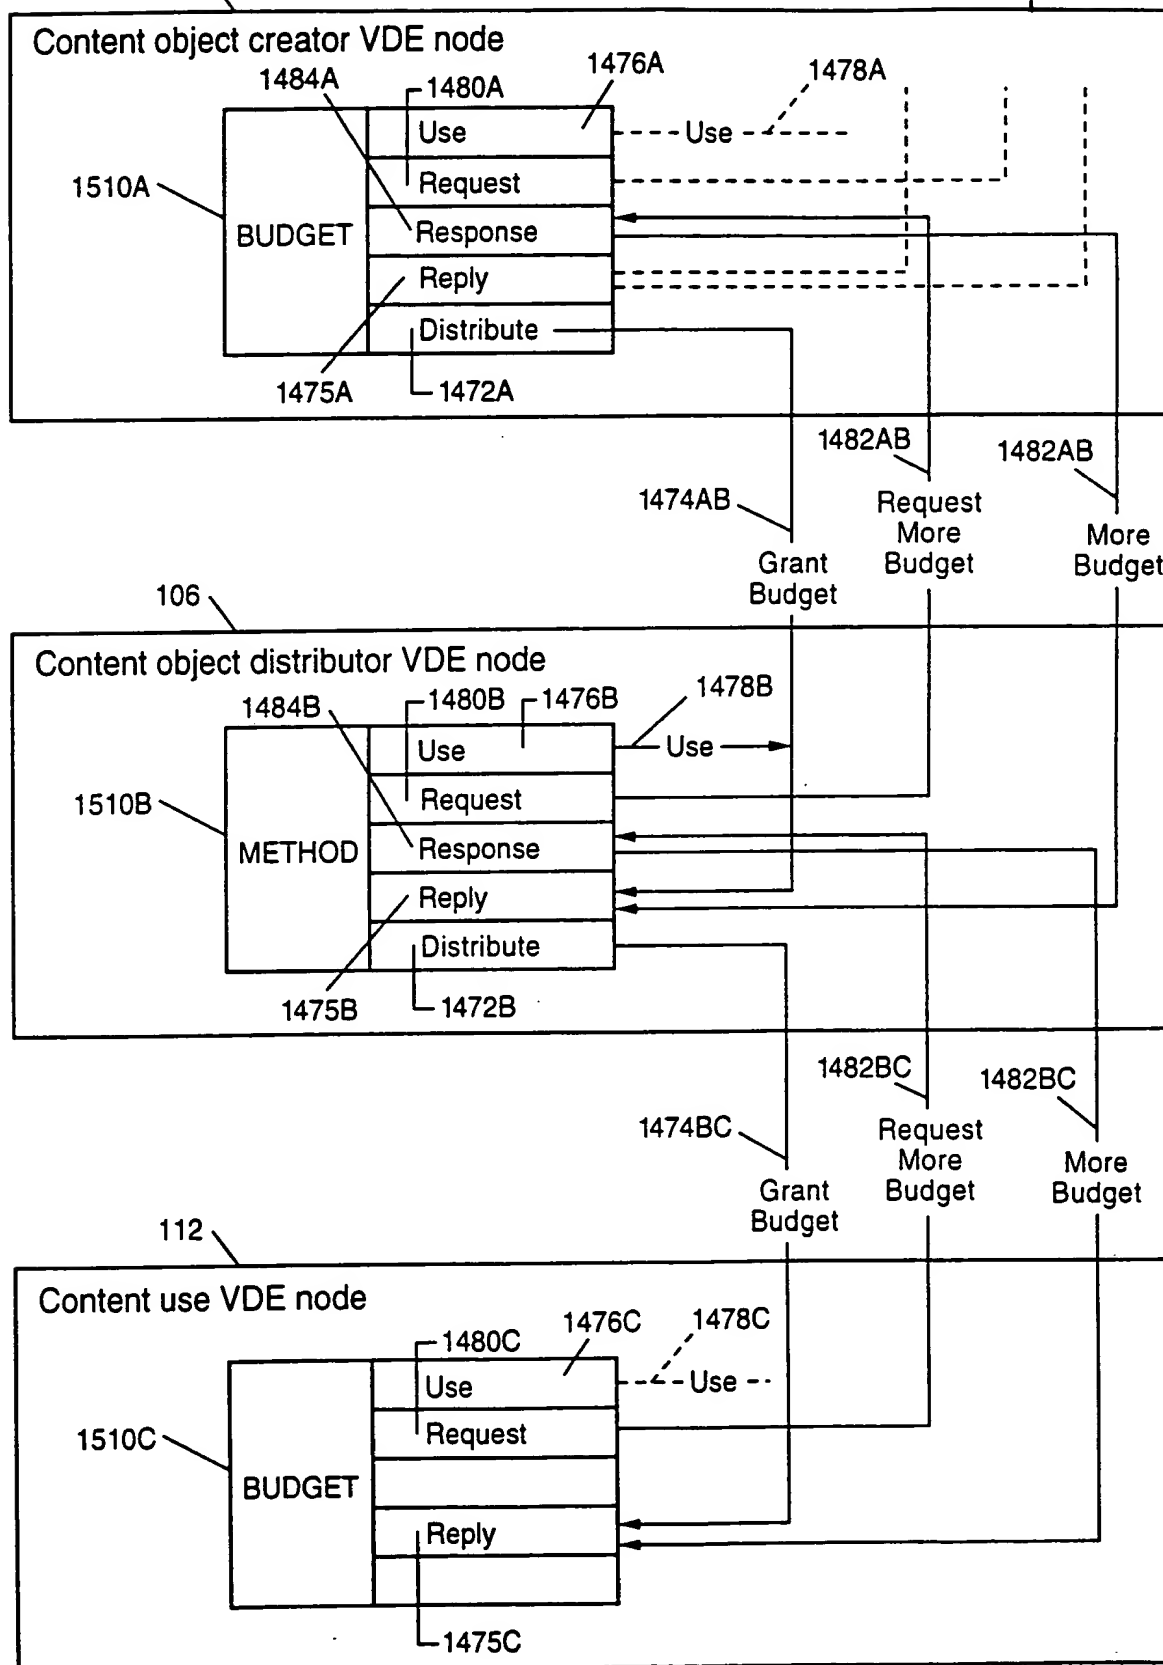 Content object creator VDE node
1484A
1480A
1476A
1478A
1510A
BUDGET
Use
Request
Response
Reply
Distribute
Use
1475A
1472A
1474AB
Grant
Budget
1482AB
Request
More
Budget
1482AB
More
Budget
106
Content object distributor VDE node
1484B
1480B
1476B
1478B
1510B
METHOD
Use
Request
Response
Reply
Distribute
Use
1475B
1472B
1474BC
Grant
Budget
1482BC
Request
More
Budget
1482BC
More
Budget
112
Content use VDE node
1480C
1476C
1478C
1510C
BUDGET
Use
Request
Reply
Use
1475C